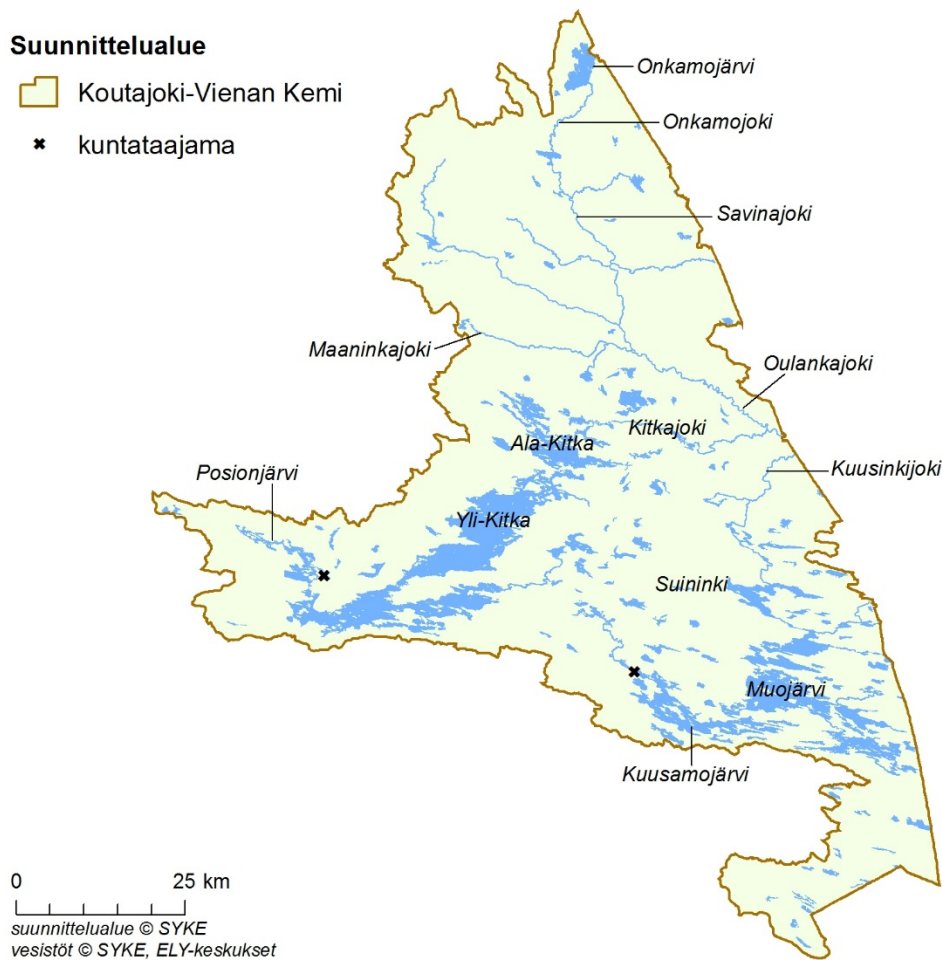 Suunnittelualue
Koutajoki-Vienan Kemi
kuntataajama
Onkamojärvi
Onkamojoki
Savinajoki
Maaninkajoki
Oulankajoki
Kitkajoki
Ala-Kitka
Kuusinkijoki
Posionjärvi
Yli-Kitka
Suininki
Muojärvi
Kuusamojärvi
0 25 km
suunnittelualue © SYKE
vesistöt © SYKE, ELY-keskukset